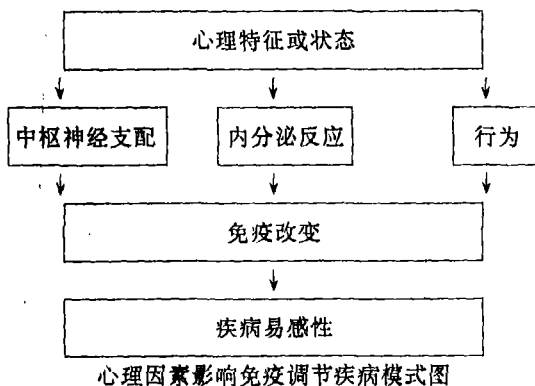 心理特征或状态
中枢神经支配 内分泌反应 行为
免疫改变
疾病易感性
心理因素影响免疫调节疾病模式图